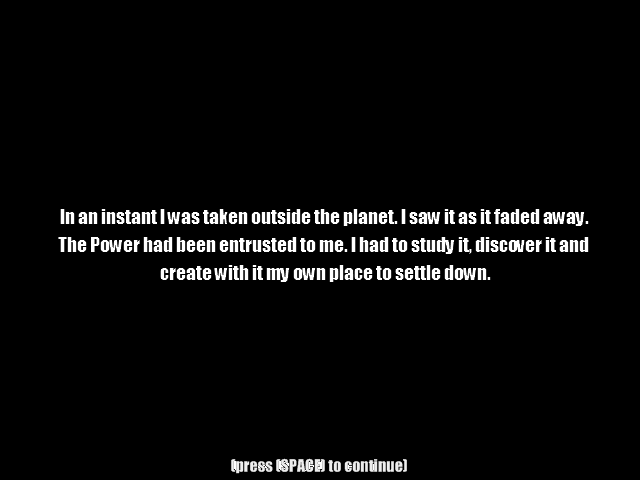 In an instant I was taken outside the planet. I saw it as it faded away.
The Power had been entrusted to me. I had to study it, discover it and
create with it my own place to settle down.
(press [SPACE] to continue)